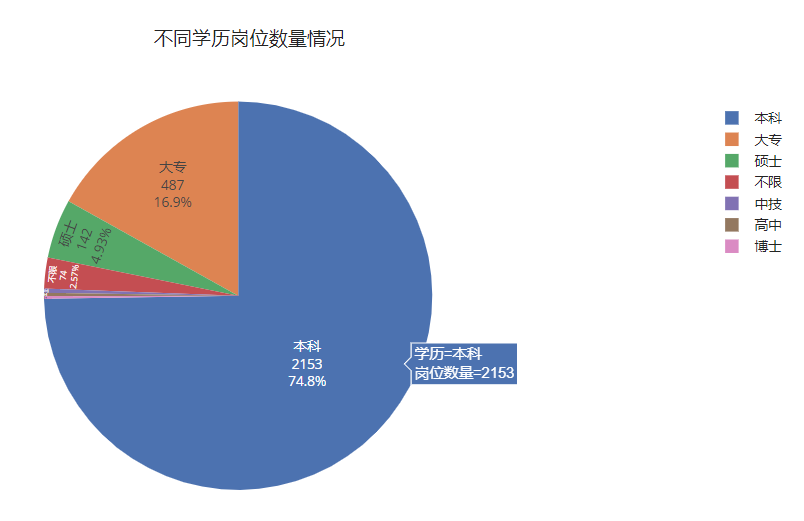 不同学历岗位数量情况
本科
大专
硕士
不限
中技
高中
博士
大专
487
16.9%
硕士
142
4.93%
不限
74
2.57%
本科
2153
74.8%
学历=本科
岗位数量=2153